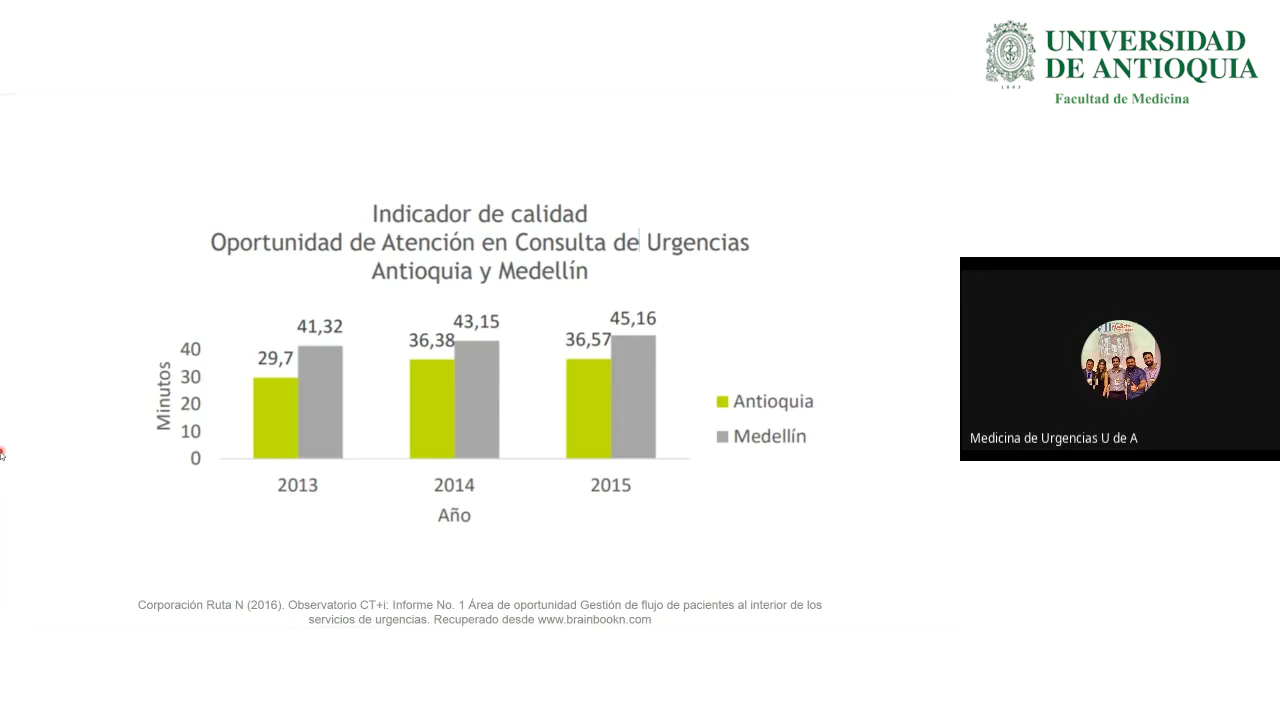 UNIVERSIDAD
DE ANTIOQUIA
1803
Facultad de Medicina
Indicador de calidad
Oportunidad de Atención en Consulta de Urgencias
Antioquia y Medellín
Minutos
40
30
20
10
0
29,7
41,32
36,38
43,15
36,57
45,16
2013
2014
2015
Año
Antioquia
Medellín
Medicina de Urgencias U de A
Corporación Ruta N (2016). Observatorio CT+i: Informe No. 1 Área de oportunidad Gestión de flujo de pacientes al interior de los
servicios de urgencias. Recuperado desde www.brainbookn.com